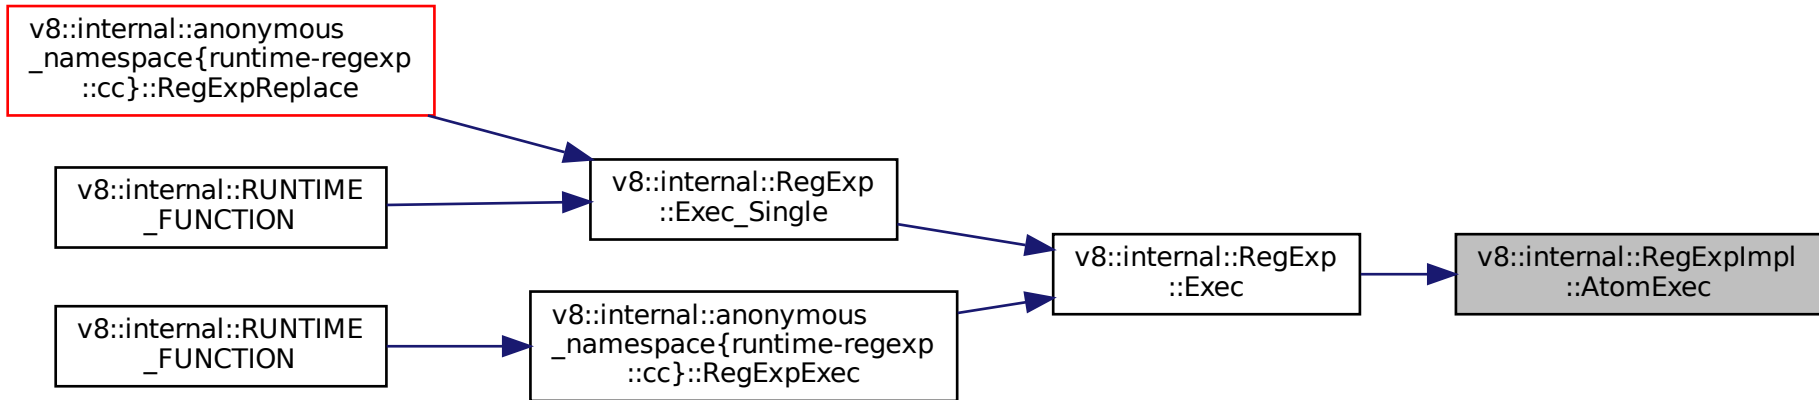 v8::internal::anonymous
_namespace{runtime-regexp
::cc}::RegExpReplace
v8::internal::RUNTIME
_FUNCTION
v8::internal::RegExp
::Exec_Single
v8::internal::RUNTIME
_FUNCTION
v8::internal::anonymous
_namespace{runtime-regexp
::cc}::RegExpExec
v8::internal::RegExp
::Exec
v8::internal::RegExpImpl
::AtomExec